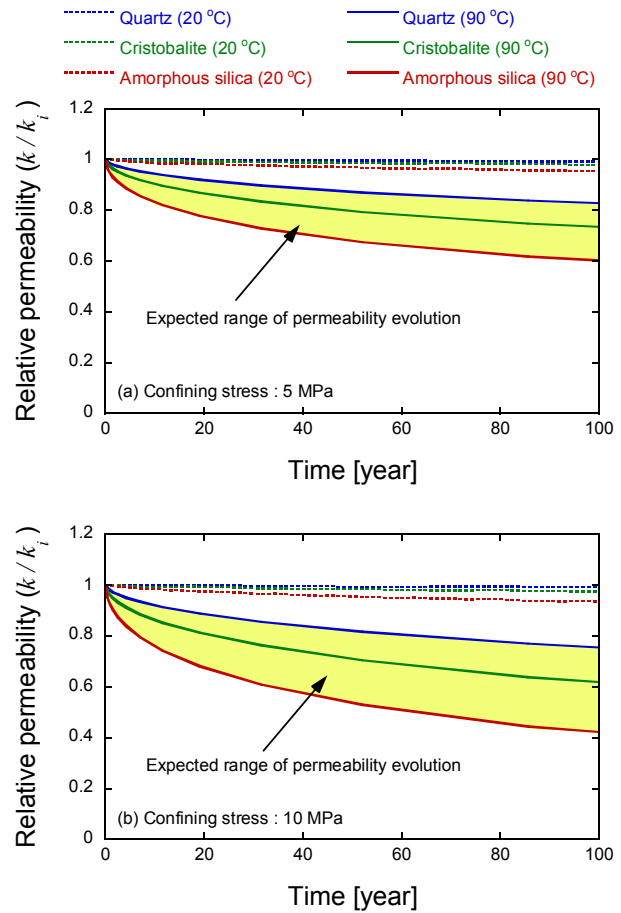 Quartz (20 °C) Quartz (90 °C)
Cristobalite (20 °C) Cristobalite (90 °C)
Amorphous silica (20 °C) Amorphous silica (90 °C)
Relative permeability (k / k_i)
1.2
1
0.8
0.6
0.4
0.2
0
Expected range of permeability evolution
(a) Confining stress : 5 MPa
0 20 40 60 80 100
Time [year]
Relative permeability (k / k_i)
1.2
1
0.8
0.6
0.4
0.2
0
Expected range of permeability evolution
(b) Confining stress : 10 MPa
0 20 40 60 80 100
Time [year]